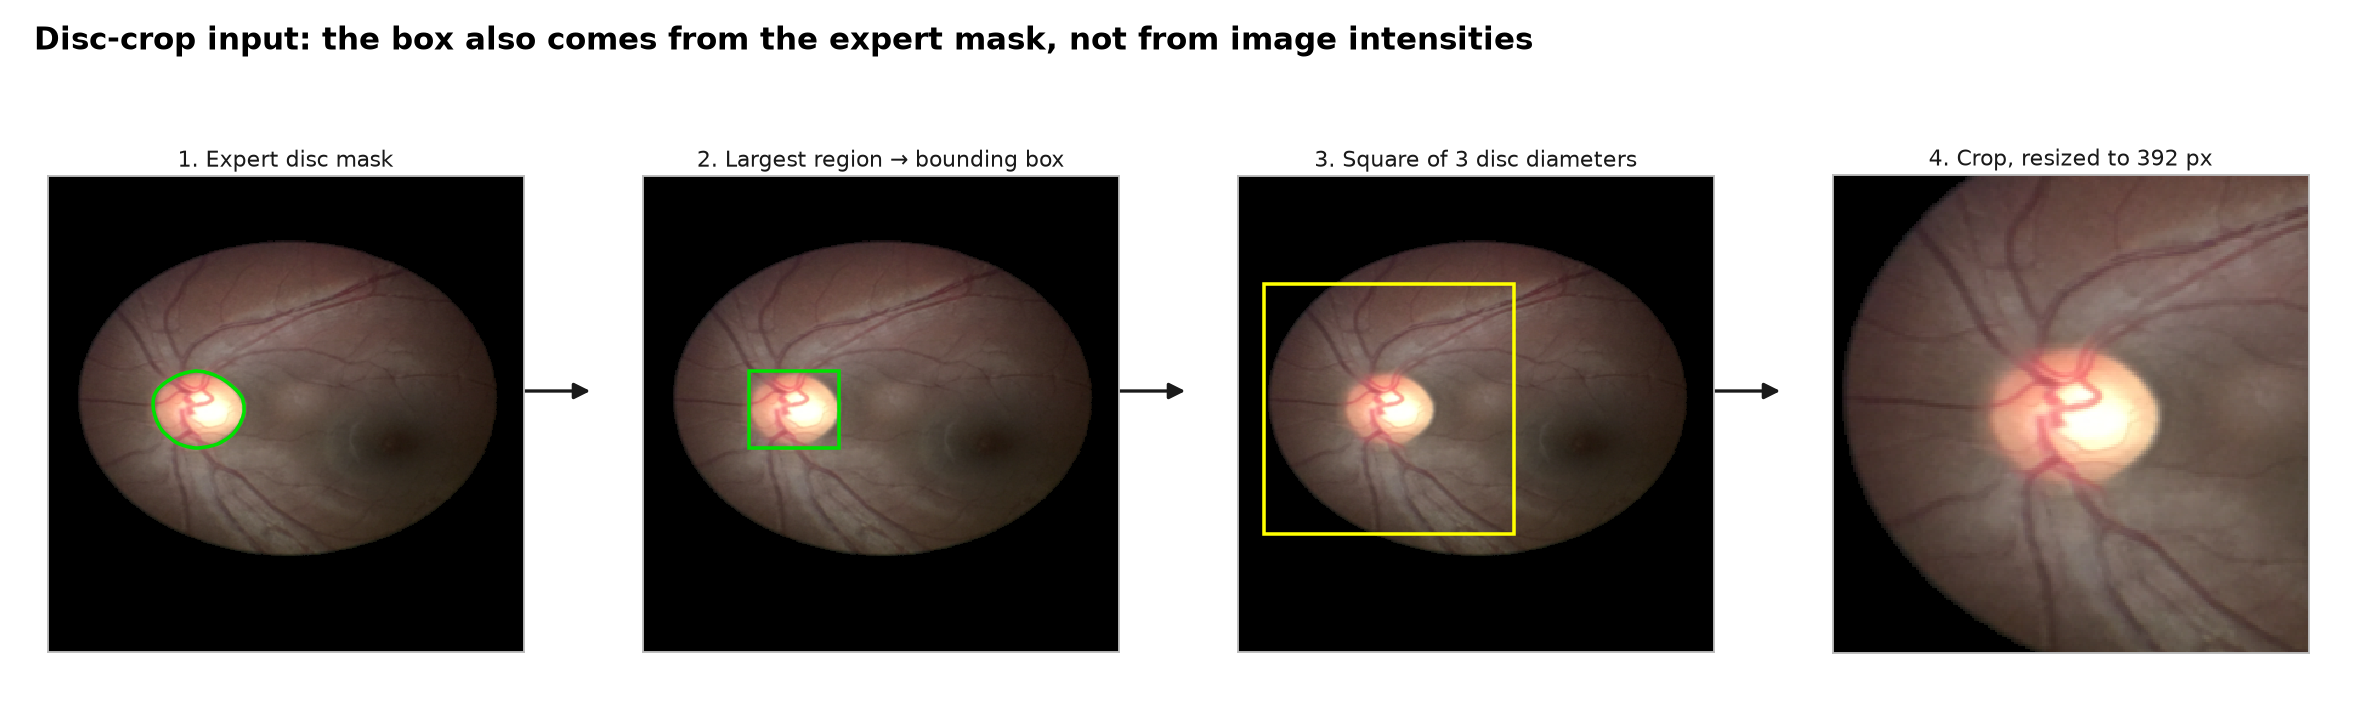 Disc-crop input: the box also comes from the expert mask, not from image intensities
1. Expert disc mask
2. Largest region → bounding box
3. Square of 3 disc diameters
4. Crop, resized to 392 px